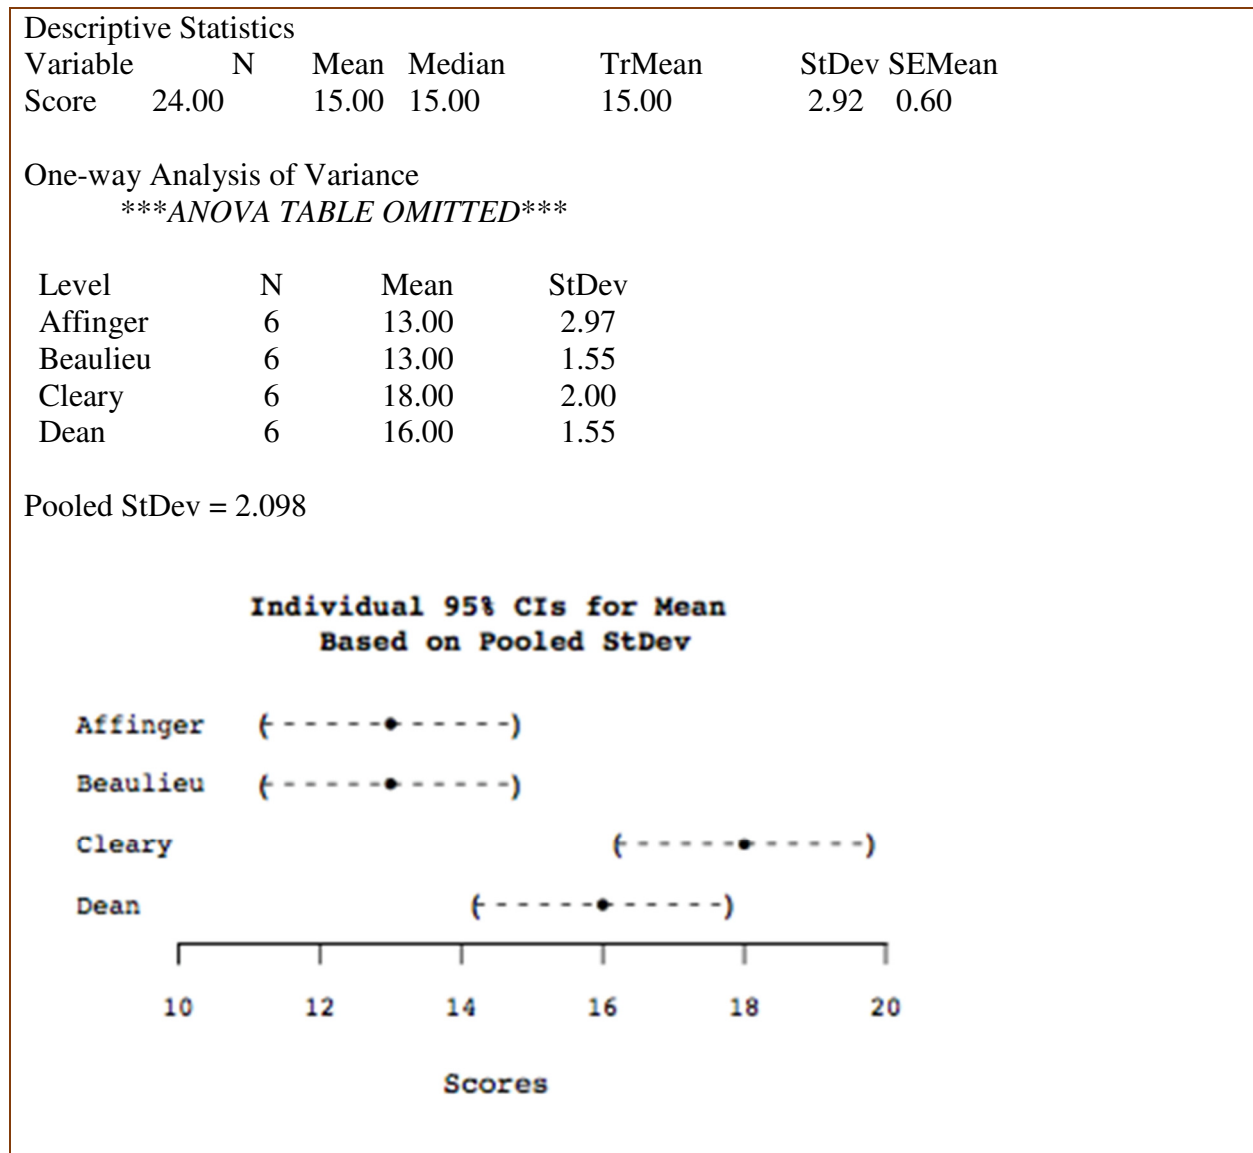 Descriptive Statistics
Variable N Mean Median TrMean StDev SEMean
Score 24.00 15.00 15.00 15.00 2.92 0.60
One-way Analysis of Variance
***ANOVA TABLE OMITTED***
Level N Mean StDev
Affinger 6 13.00 2.97
Beaulieu 6 13.00 1.55
Cleary 6 18.00 2.00
Dean 6 16.00 1.55
Pooled StDev = 2.098
Individual 95% CIs for Mean
Based on Pooled StDev
Affinger
Beaulieu
Cleary
Dean
10 12 14 16 18 20
Scores